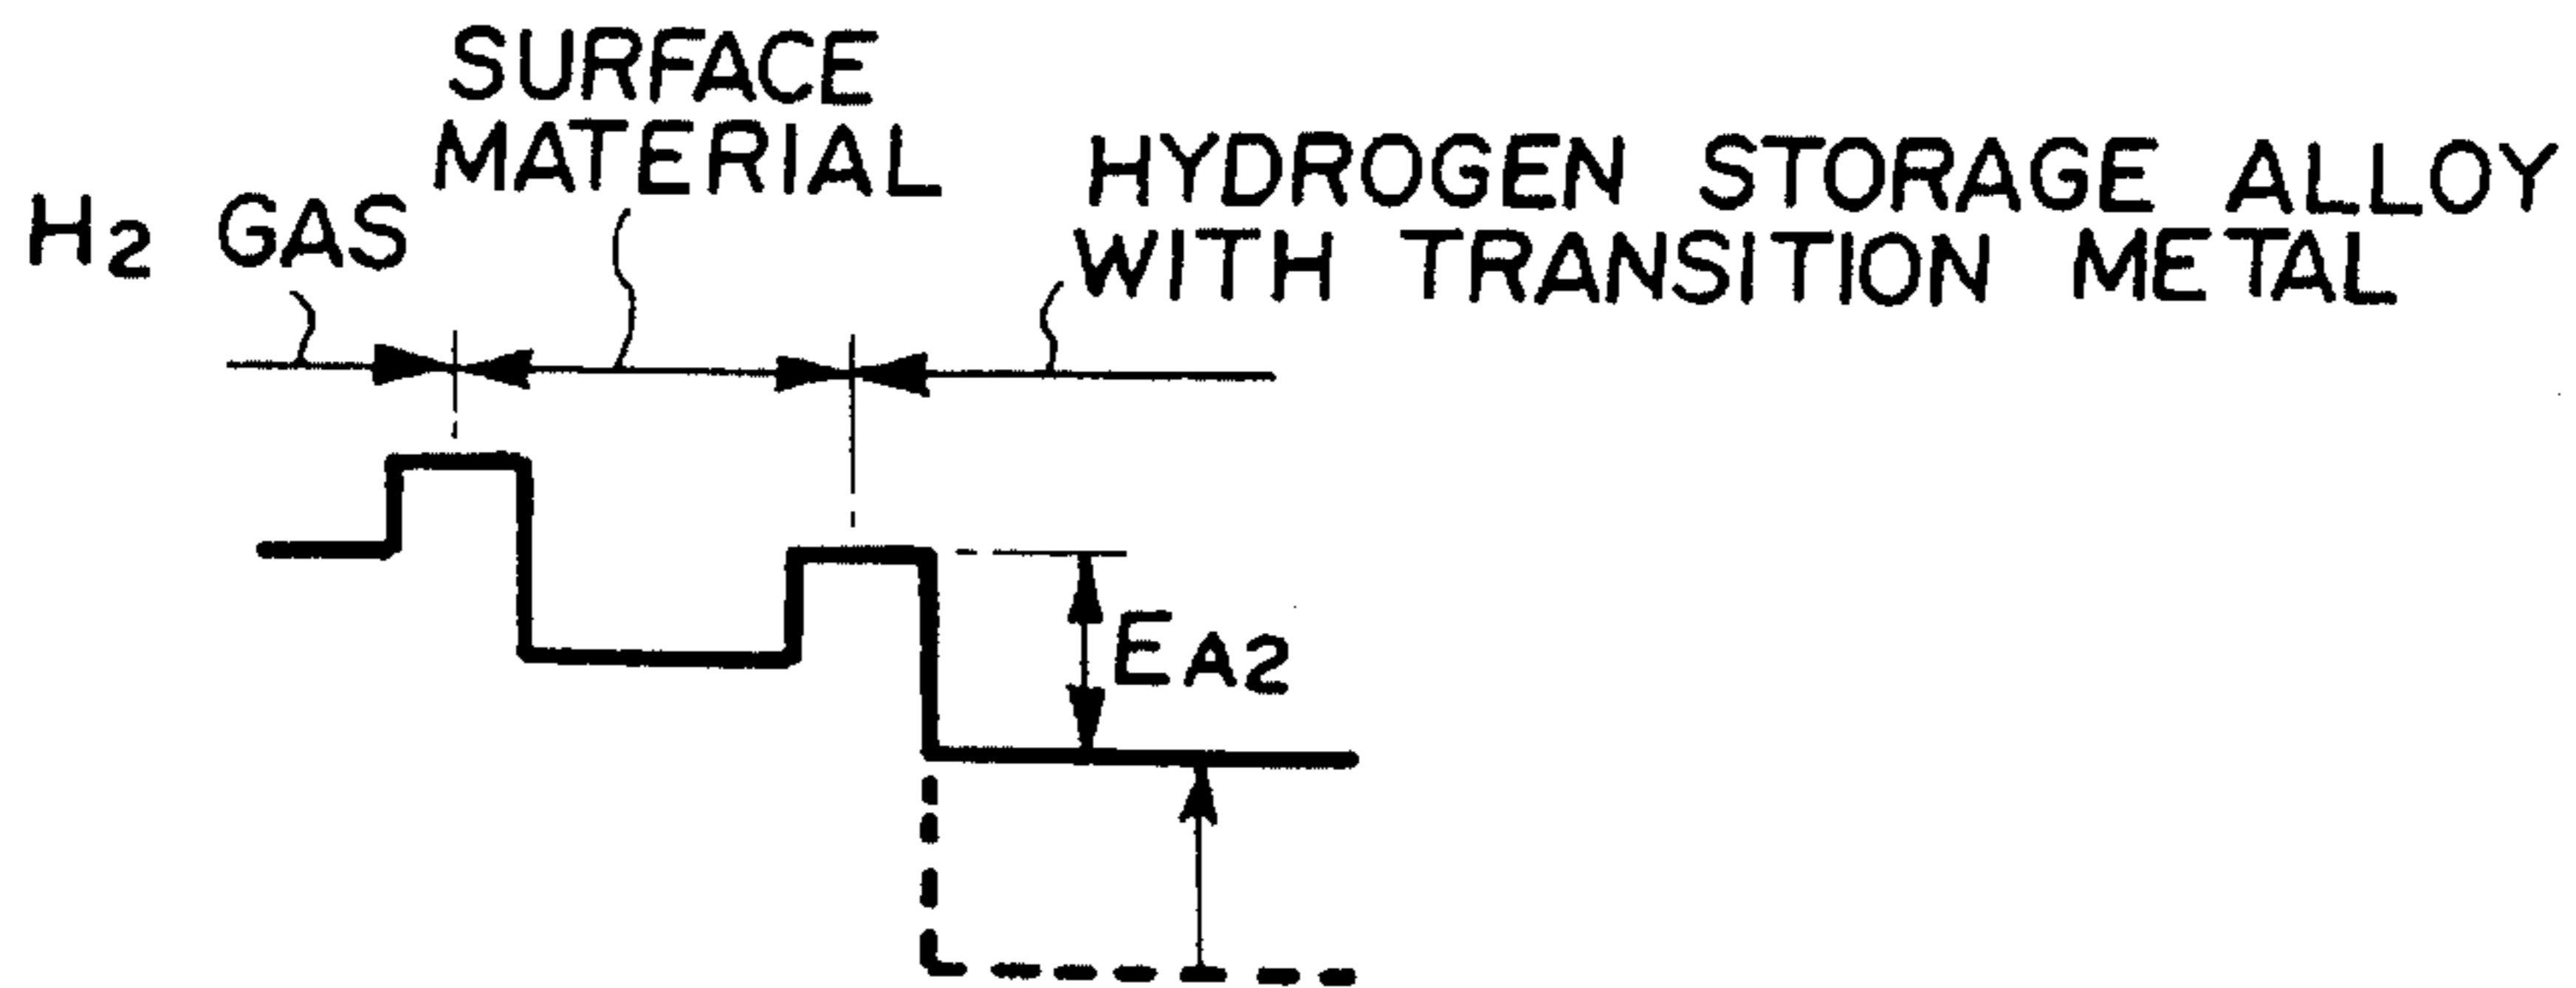 SURFACE
MATERIAL
H2 GAS
HYDROGEN STORAGE ALLOY
WITH TRANSITION METAL
EA2